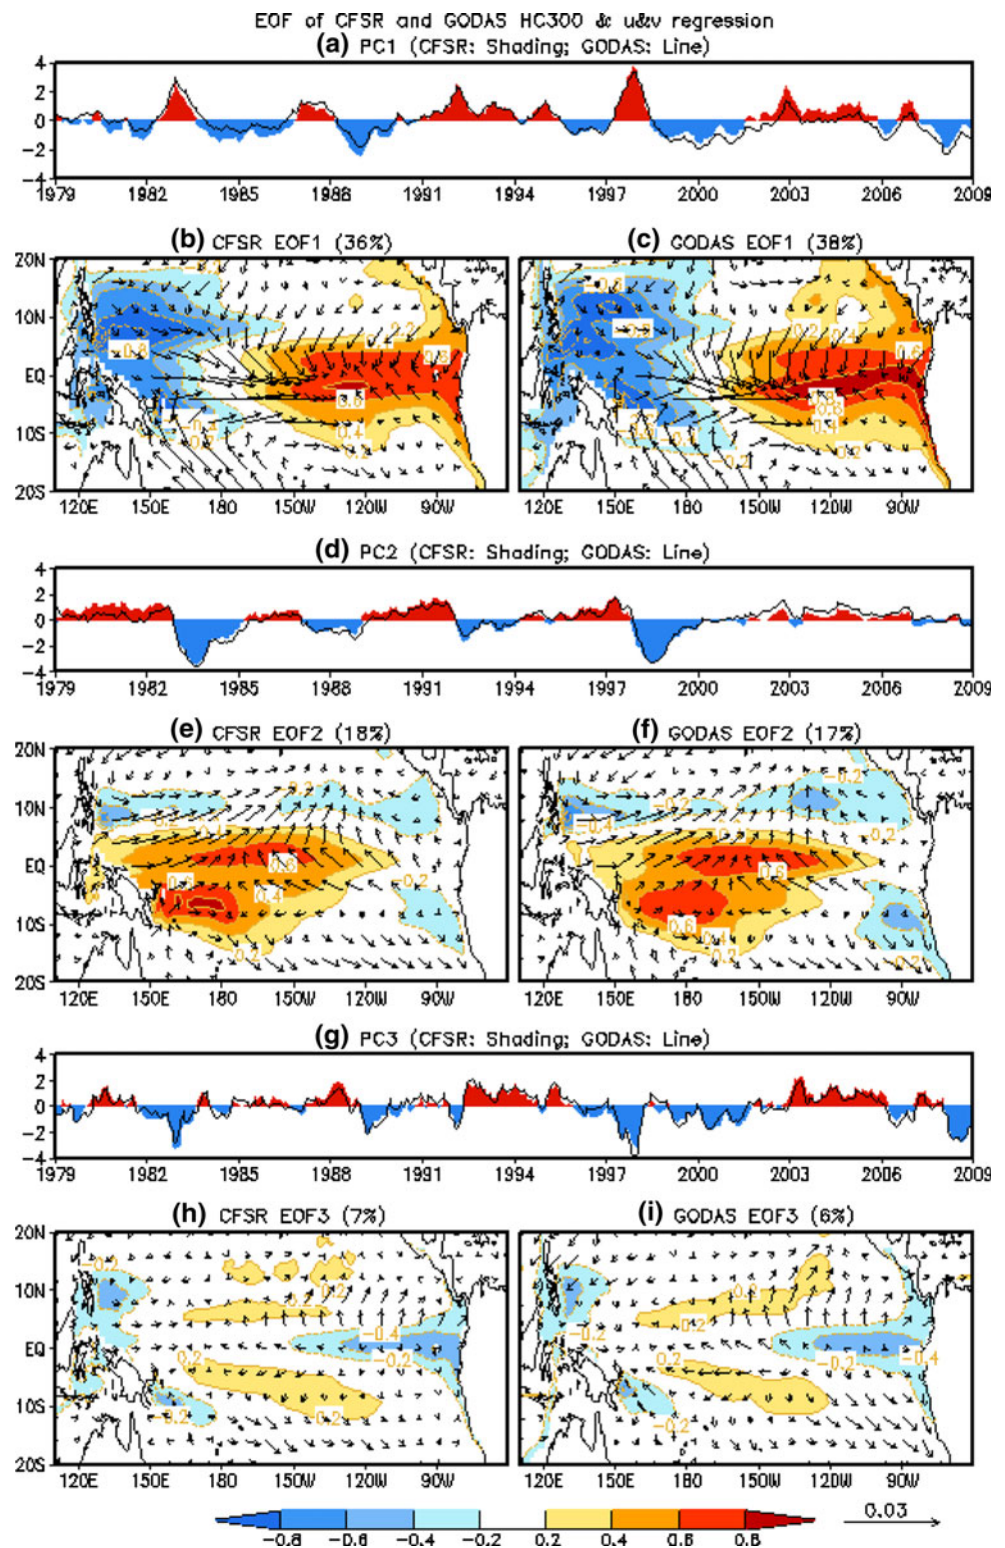 EOF of CFSR and GODAS HC300 & u&v regression
(a) PC1 (CFSR: Shading; GODAS: Line)
4
2
0
-2
-4
1979 1982 1985 1988 1991 1994 1997 2000 2003 2006 2009
(b) CFSR EOF1 (36%)
(c) GODAS EOF1 (38%)
20N
10N
EQ
10S
20S
120E 150E 180 150W 120W 90W
120E 150E 180 150W 120W 90W
(d) PC2 (CFSR: Shading; GODAS: Line)
4
2
0
-2
-4
1979 1982 1985 1988 1991 1994 1997 2000 2003 2006 2009
(e) CFSR EOF2 (18%)
(f) GODAS EOF2 (17%)
20N
10N
EQ
10S
20S
120E 150E 180 150W 120W 90W
120E 150E 180 150W 120W 90W
(g) PC3 (CFSR: Shading; GODAS: Line)
4
2
0
-2
-4
1979 1982 1985 1988 1991 1994 1997 2000 2003 2006 2009
(h) CFSR EOF3 (7%)
(i) GODAS EOF3 (6%)
20N
10N
EQ
10S
20S
120E 150E 180 150W 120W 90W
120E 150E 180 150W 120W 90W
-0.8 -0.6 -0.4 -0.2 0.2 0.4 0.6 0.8
0.03